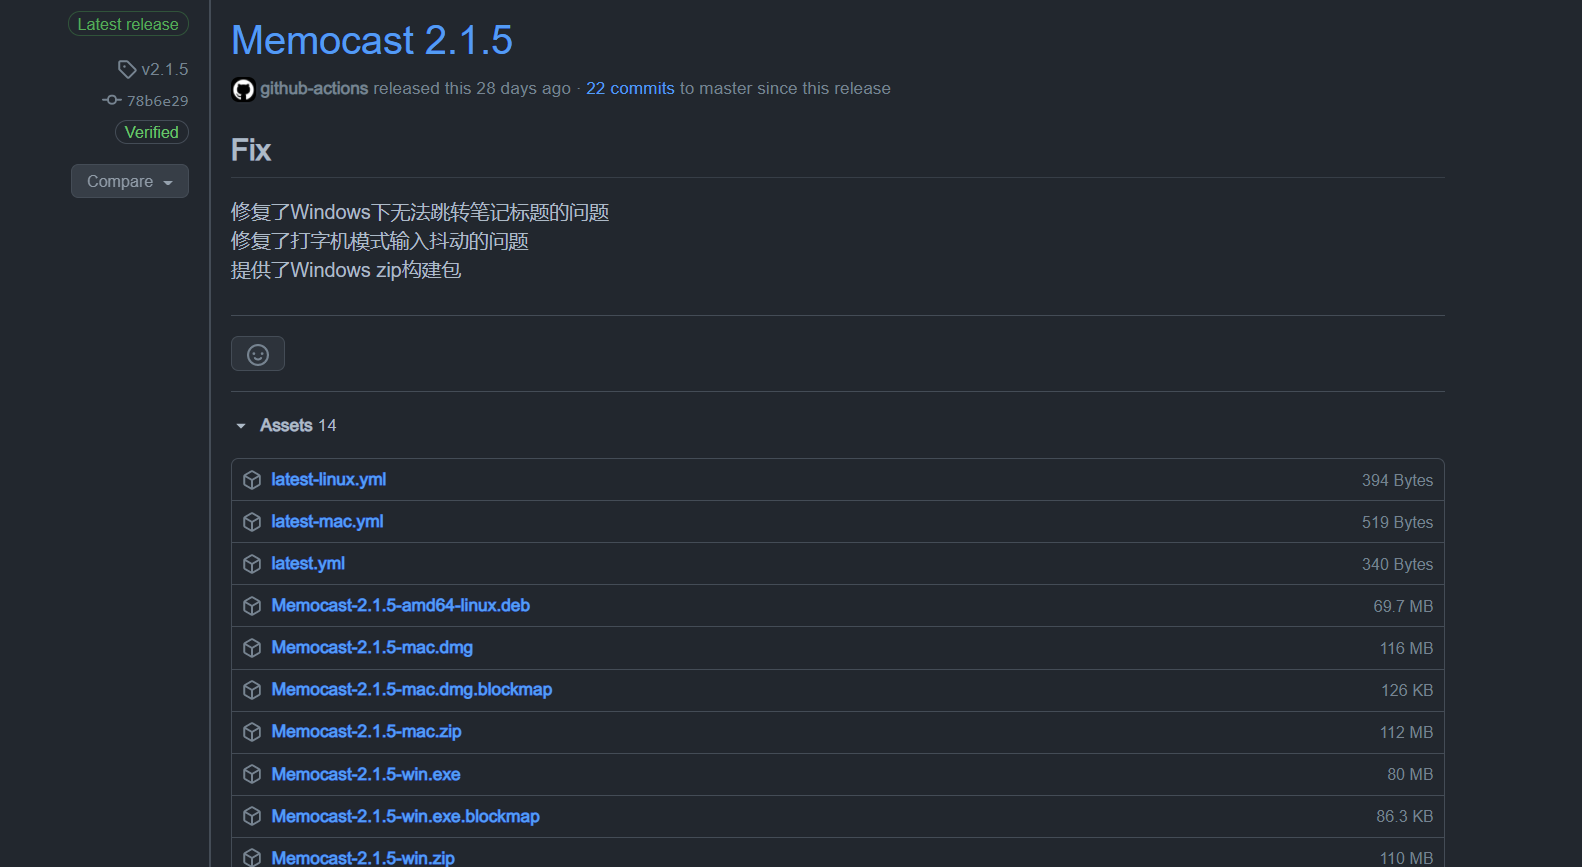 Latest release
v2.1.5
78b6e29
Verified
Compare
Memocast 2.1.5
github-actions released this 28 days ago · 22 commits to master since this release
Fix
修复了Windows下无法跳转笔记标题的问题
修复了打字机模式输入抖动的问题
提供了Windows zip构建包
Assets 14
latest-linux.yml 394 Bytes
latest-mac.yml 519 Bytes
latest.yml 340 Bytes
Memocast-2.1.5-amd64-linux.deb 69.7 MB
Memocast-2.1.5-mac.dmg 116 MB
Memocast-2.1.5-mac.dmg.blockmap 126 KB
Memocast-2.1.5-mac.zip 112 MB
Memocast-2.1.5-win.exe 80 MB
Memocast-2.1.5-win.exe.blockmap 86.3 KB
Memocast-2.1.5-win.zip 110 MB